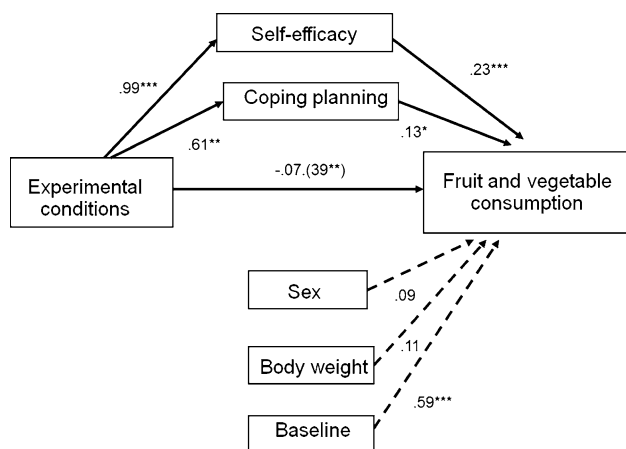 Self-efficacy
.99***
.23***
Coping planning
.61**
.13*
Experimental
conditions
-.07.(39**)
Fruit and vegetable
consumption
Sex
.09
Body weight
.11
.59***
Baseline